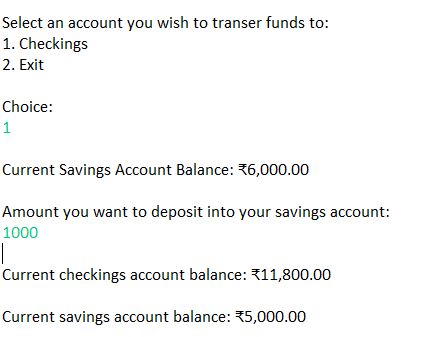 Select an account you wish to transer funds to:
1. Checkings
2. Exit
Choice:
1
Current Savings Account Balance: ₹6,000.00
Amount you want to deposit into your savings account:
1000
Current checkings account balance: ₹11,800.00
Current savings account balance: ₹5,000.00